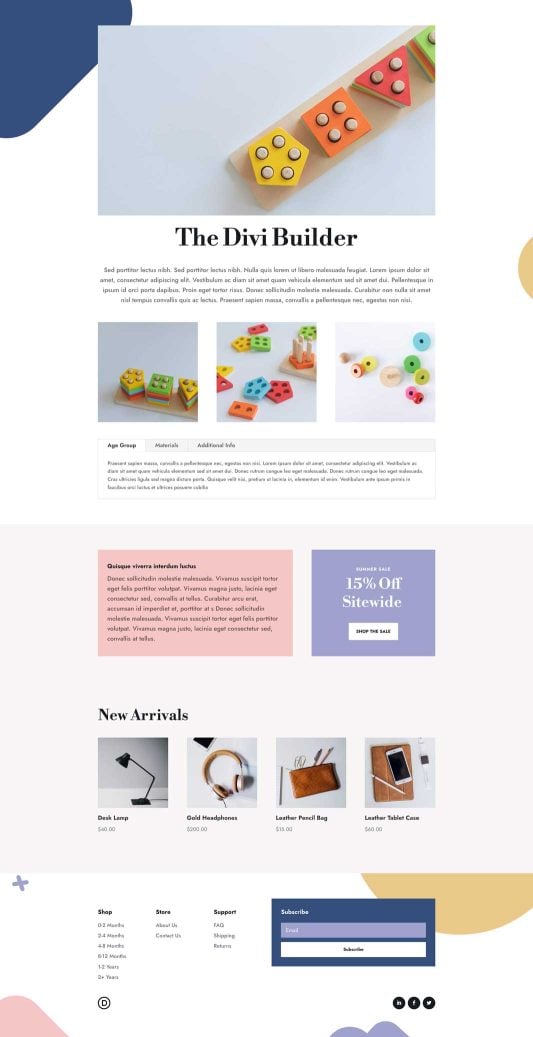 The Divi Builder
Sed porttitor lectus nibh. Sed porttitor lectus nibh. Nulla quis lorem ut libero malesuada feugiat. Lorem ipsum dolor sit
amet, consectetur adipiscing elit. Vestibulum ac diam sit amet quam vehicula elementum sed sit amet dui. Pellentesque in
ipsum id orci porta dapibus. Proin eget tortor risus. Donec sollicitudin molestie malesuada. Curabitur non nulla sit amet
nisl tempus convallis quis ac lectus. Praesent sapien massa, convallis a pellentesque nec, egestas non nisi.
Age Group
Materials
Additional Info
Praesent sapien massa, convallis a pellentesque nec, egestas non nisi. Lorem ipsum dolor sit amet, consectetur adipiscing elit. Vestibulum ac
diam sit amet quam vehicula elementum sed sit amet dui. Donec rutrum congue leo eget malesuada. Donec rutrum congue leo eget malesuada.
Cras ultricies ligula sed magna dictum porta. Quisque velit nisi, pretium ut lacinia in, elementum id enim. Vestibulum ante ipsum primis in
faucibus orci luctus et ultrices posuere cubilia
Quisque viverra interdum luctus
Donec sollicitudin molestie malesuada. Vivamus suscipit tortor
eget felis porttitor volutpat. Vivamus magna justo, lacinia eget
consectetur sed, convallis at tellus. Curabitur arcu erat,
accumsan id imperdiet et, porttitor at s Donec sollicitudin
molestie malesuada. Vivamus suscipit tortor eget felis porttitor
volutpat. Vivamus magna justo, lacinia eget consectetur sed,
convallis at tellus.
SUMMER SALE
15% Off
Sitewide
SHOP THE SALE
New Arrivals
Desk Lamp
$40.00
Gold Headphones
$200.00
Leather Pencil Bag
$16.00
Leather Tablet Case
$60.00
Shop
0-2 Months
2-4 Months
4-8 Months
8-12 Months
1-2 Years
2+ Years
Store
About Us
Contact Us
Support
FAQ
Shipping
Returns
Subscribe
Email
Subscribe
D